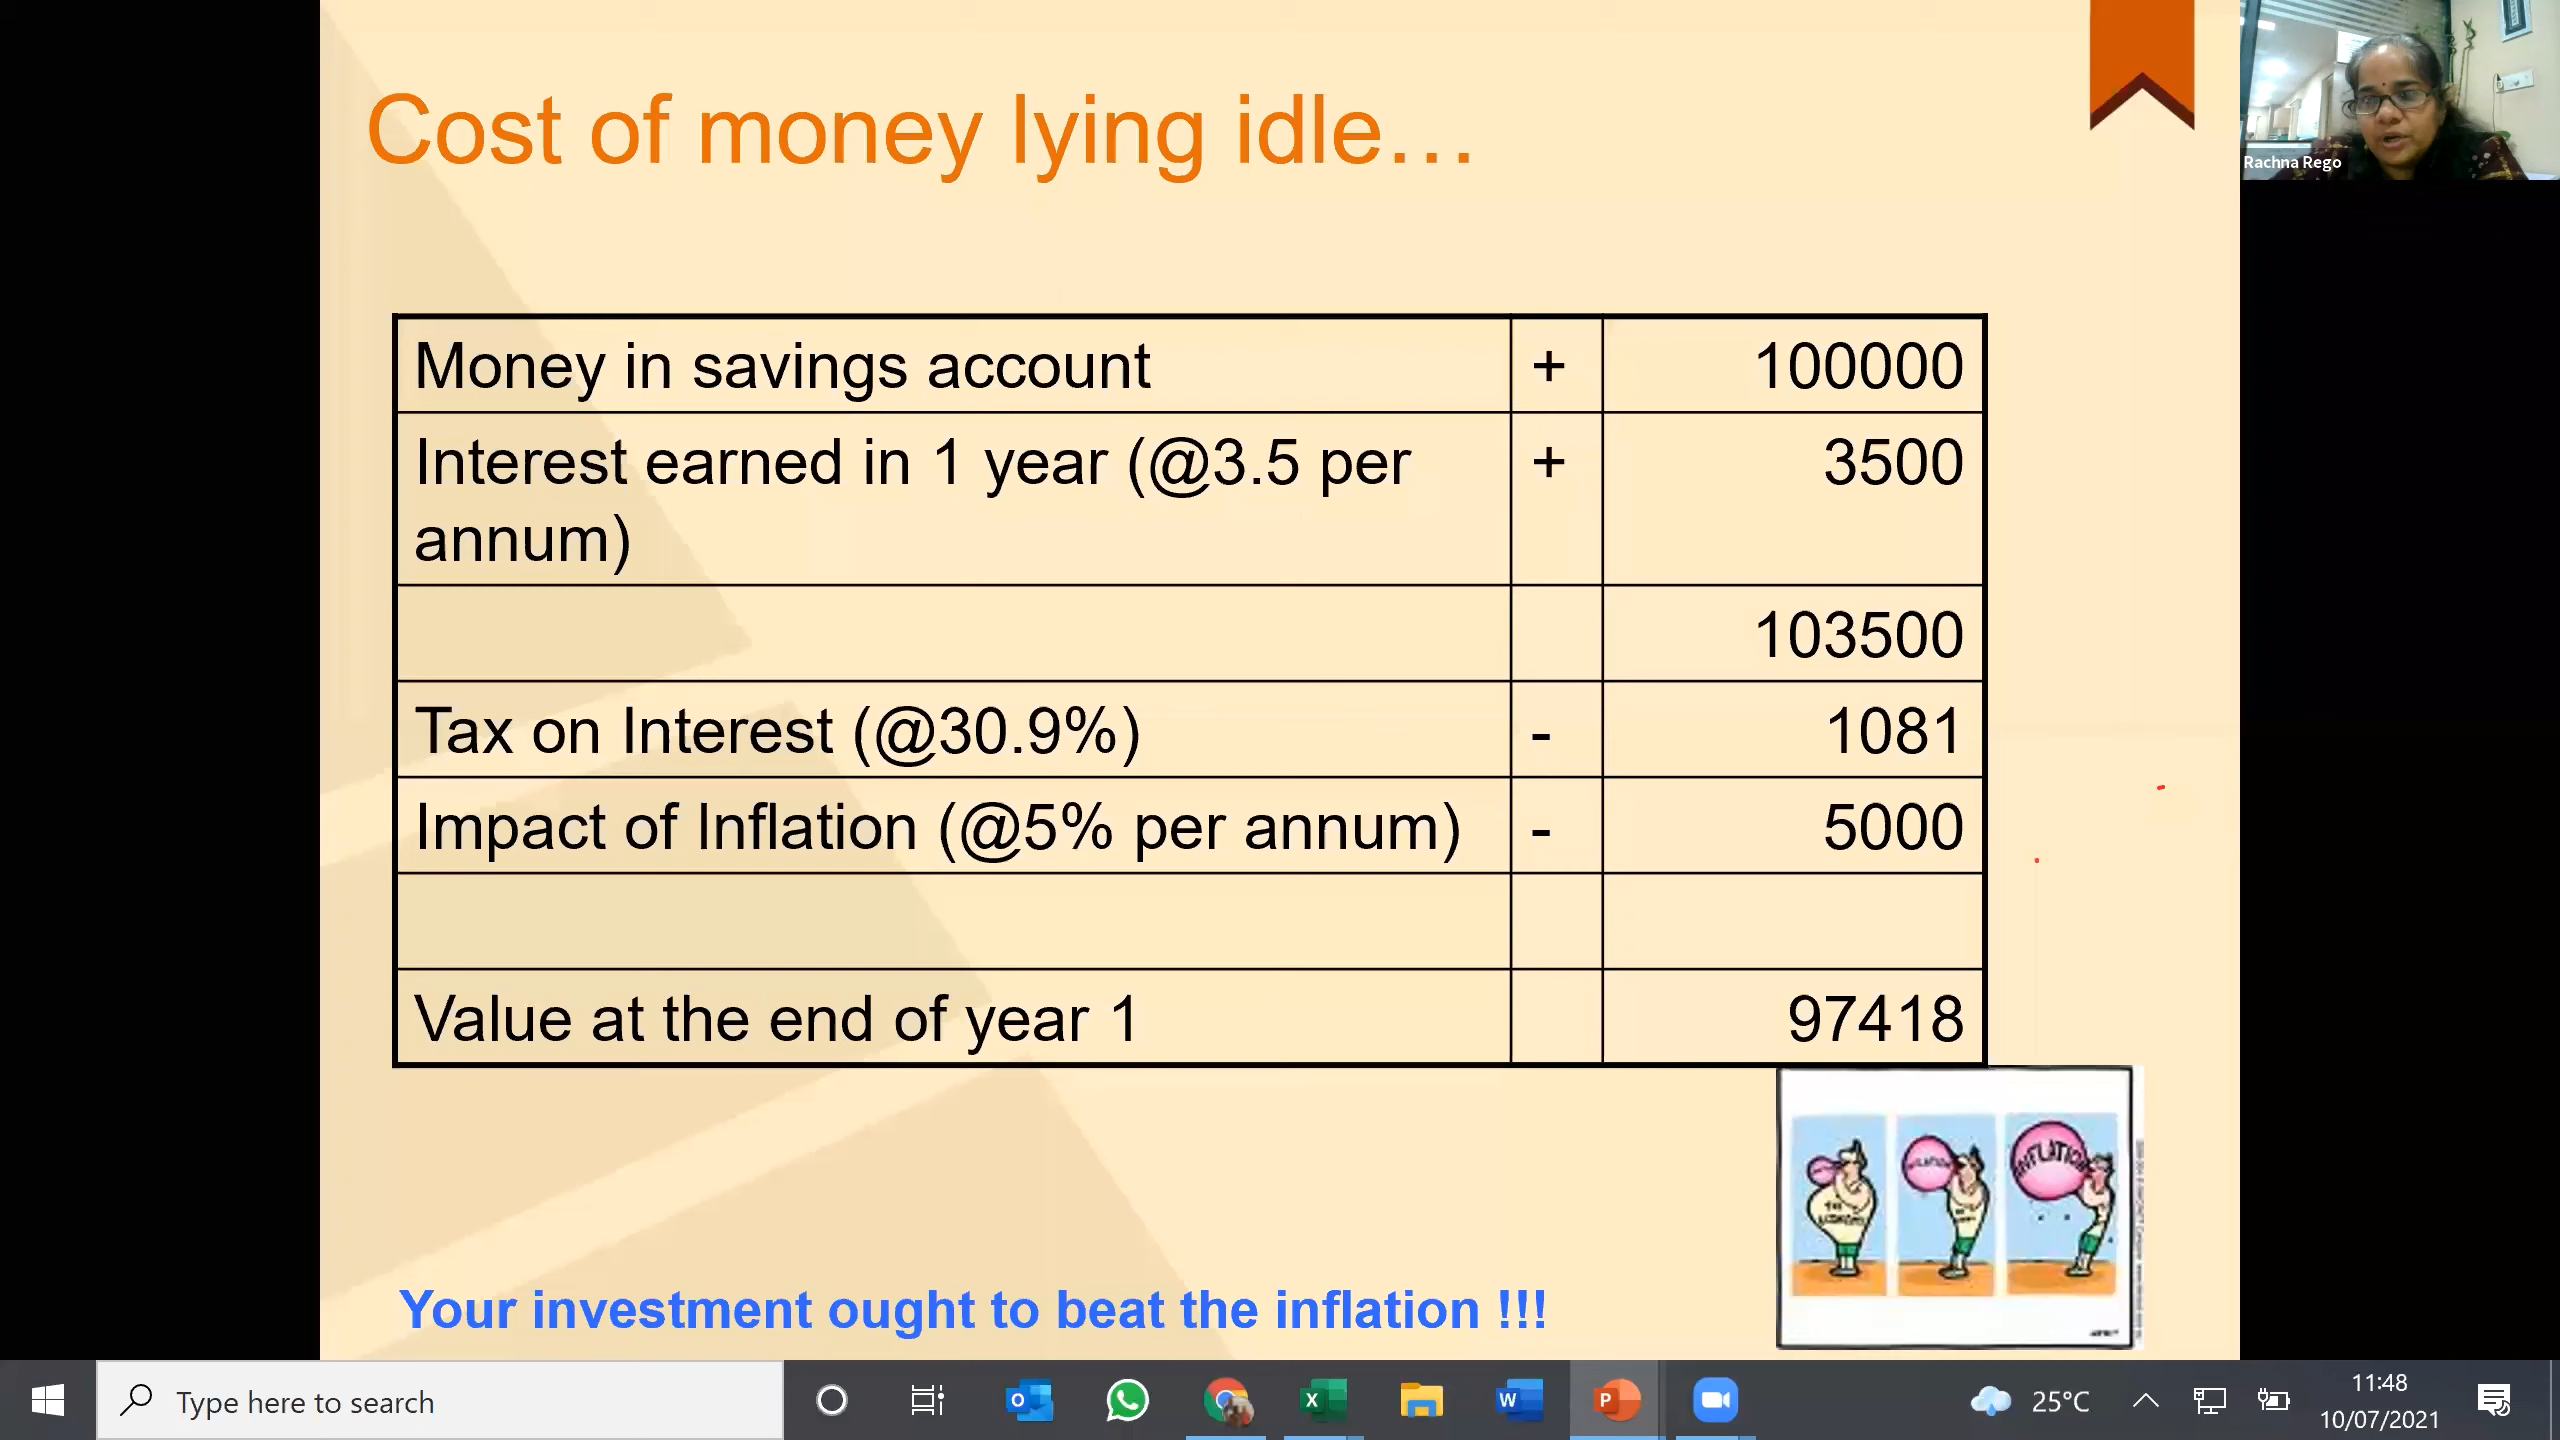 Cost of money lying idle…
Rachna Rego
Money in savings account + 100000
Interest earned in 1 year (@3.5 per + 3500
annum)
103500
Tax on Interest (@30.9%) - 1081
Impact of Inflation (@5% per annum) - 5000
Value at the end of year 1 97418
INFLATION
THE
ECONOMY
Your investment ought to beat the inflation !!!
Type here to search
25°C
11:48
10/07/2021